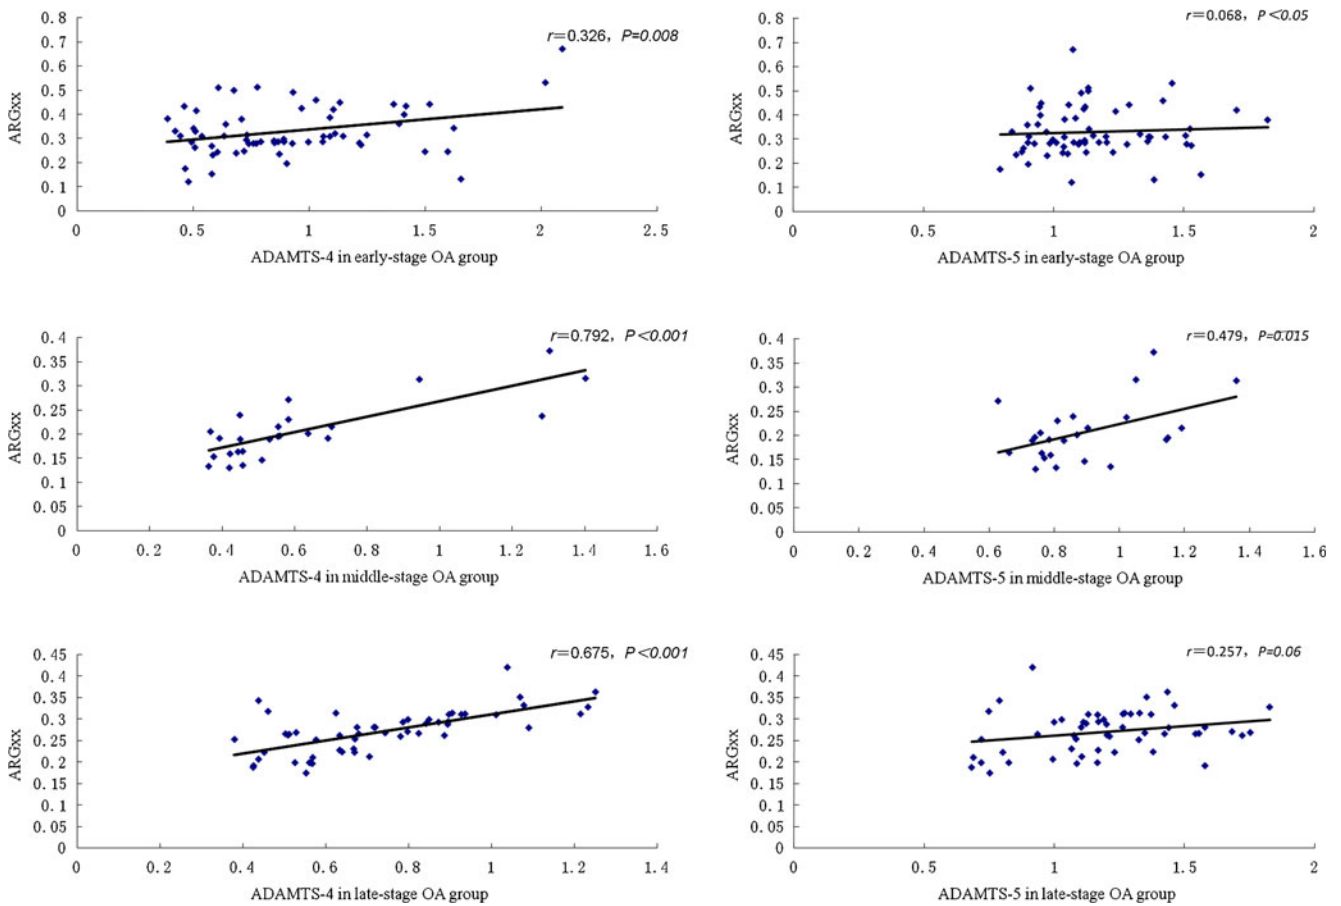 r=0.326, P=0.008
ARGxx
0.8
0.7
0.6
0.5
0.4
0.3
0.2
0.1
0
0 0.5 1 1.5 2 2.5
ADAMTS-4 in early-stage OA group
r=0.068, P<0.05
ARGxx
0.8
0.7
0.6
0.5
0.4
0.3
0.2
0.1
0
0 0.5 1 1.5 2
ADAMTS-5 in early-stage OA group
r=0.792, P<0.001
ARGxx
0.4
0.35
0.3
0.25
0.2
0.15
0.1
0.05
0
0 0.2 0.4 0.6 0.8 1 1.2 1.4 1.6
ADAMTS-4 in middle-stage OA group
r=0.479, P=0.015
ARGxx
0.4
0.35
0.3
0.25
0.2
0.15
0.1
0.05
0
0 0.2 0.4 0.6 0.8 1 1.2 1.4 1.6
ADAMTS-5 in middle-stage OA group
r=0.675, P<0.001
ARGxx
0.45
0.4
0.35
0.3
0.25
0.2
0.15
0.1
0.05
0
0 0.2 0.4 0.6 0.8 1 1.2 1.4
ADAMTS-4 in late-stage OA group
r=0.257, P=0.06
ARGxx
0.45
0.4
0.35
0.3
0.25
0.2
0.15
0.1
0.05
0
0 0.5 1 1.5 2
ADAMTS-5 in late-stage OA group